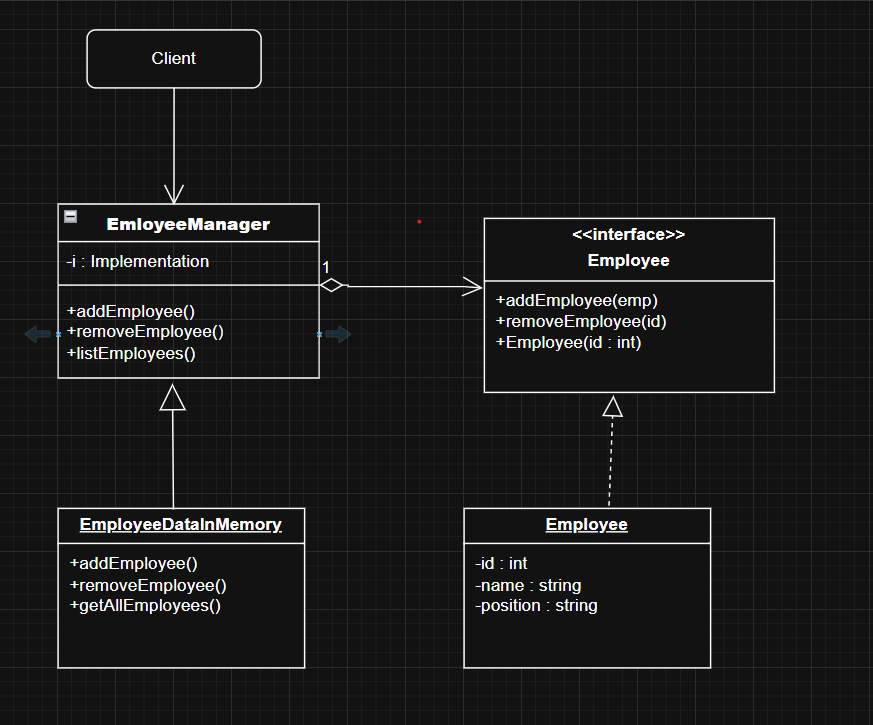 Client
EmloyeeManager
-i : Implementation
+addEmployee()
+removeEmployee()
+listEmployees()
1
<<interface>>
Employee
+addEmployee(emp)
+removeEmployee(id)
+Employee(id : int)
EmployeeDataInMemory
+addEmployee()
+removeEmployee()
+getAllEmployees()
Employee
-id : int
-name : string
-position : string